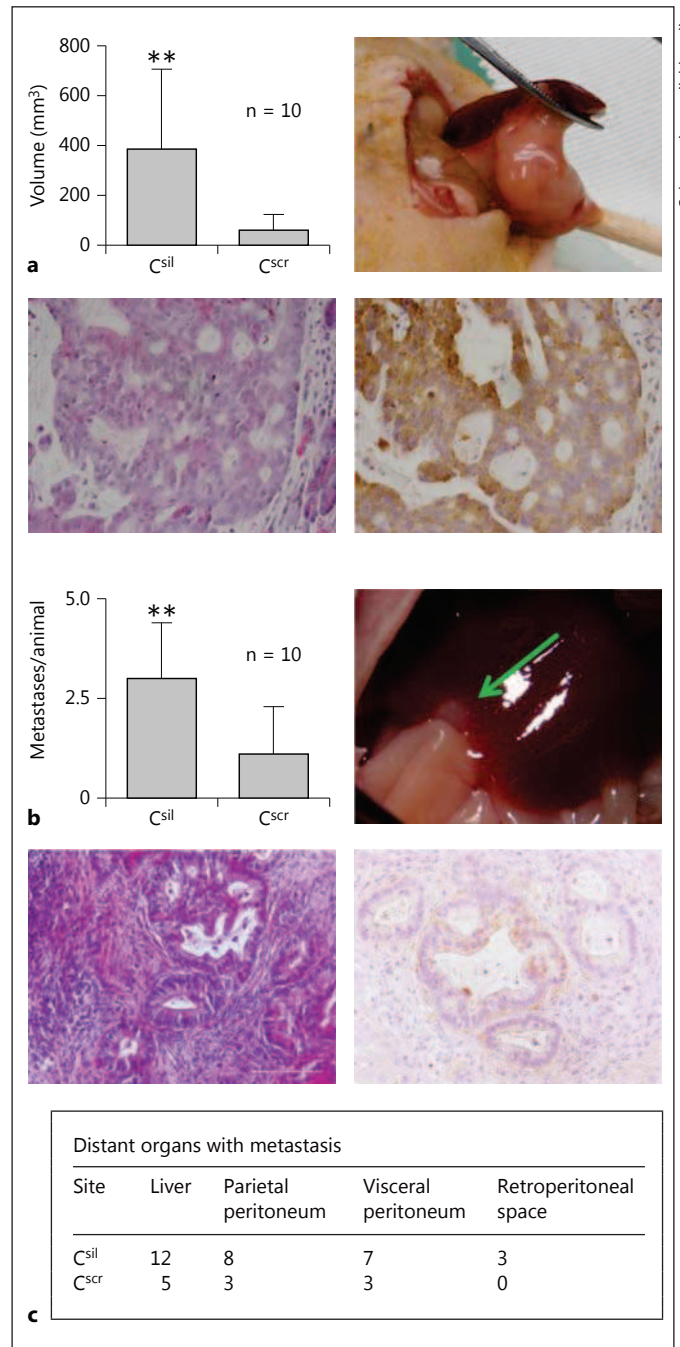 800
600
400
200
0
Volume (mm³)
**
n = 10
Cˢⁱˡ
Cˢᶜʳ
a
5.0
2.5
0
Metastases/animal
**
n = 10
Cˢⁱˡ
Cˢᶜʳ
b
Distant organs with metastasis
Site Liver Parietal peritoneum Visceral peritoneum Retroperitoneal space
Cˢⁱˡ 12 8 7 3
Cˢᶜʳ 5 3 3 0
c